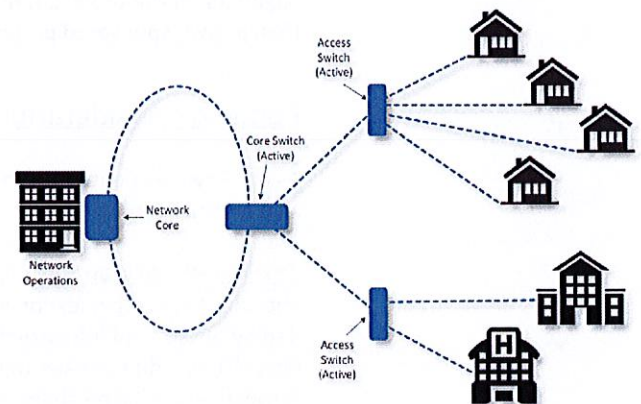 Access
Switch
(Active)
Core Switch
(Active)
Network
Core
Network
Operations
H
Access
Switch
(Active)